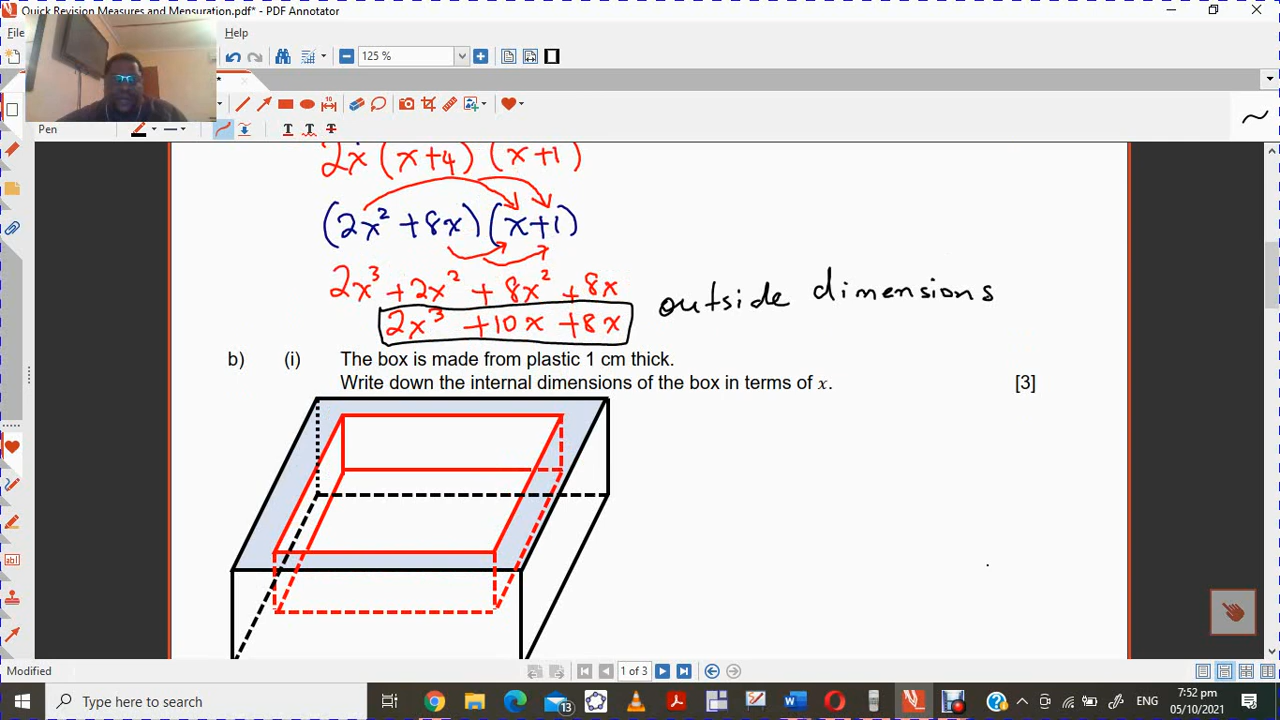 Quick Revision Measures and Mensuration.pdf* - PDF Annotator
Help
125 %
10
Pen
T T T
2x (x+4) (x+1)
(2x² +8x) (x+1)
2x³ + 2x² + 8x² + 8x
outside dimensions
2x³ +10x +8x
b) (i) The box is made from plastic 1 cm thick.
Write down the internal dimensions of the box in terms of x. [3]
Modified
1 of 3
Type here to search
13
ENG
7:52 pm
05/10/2021